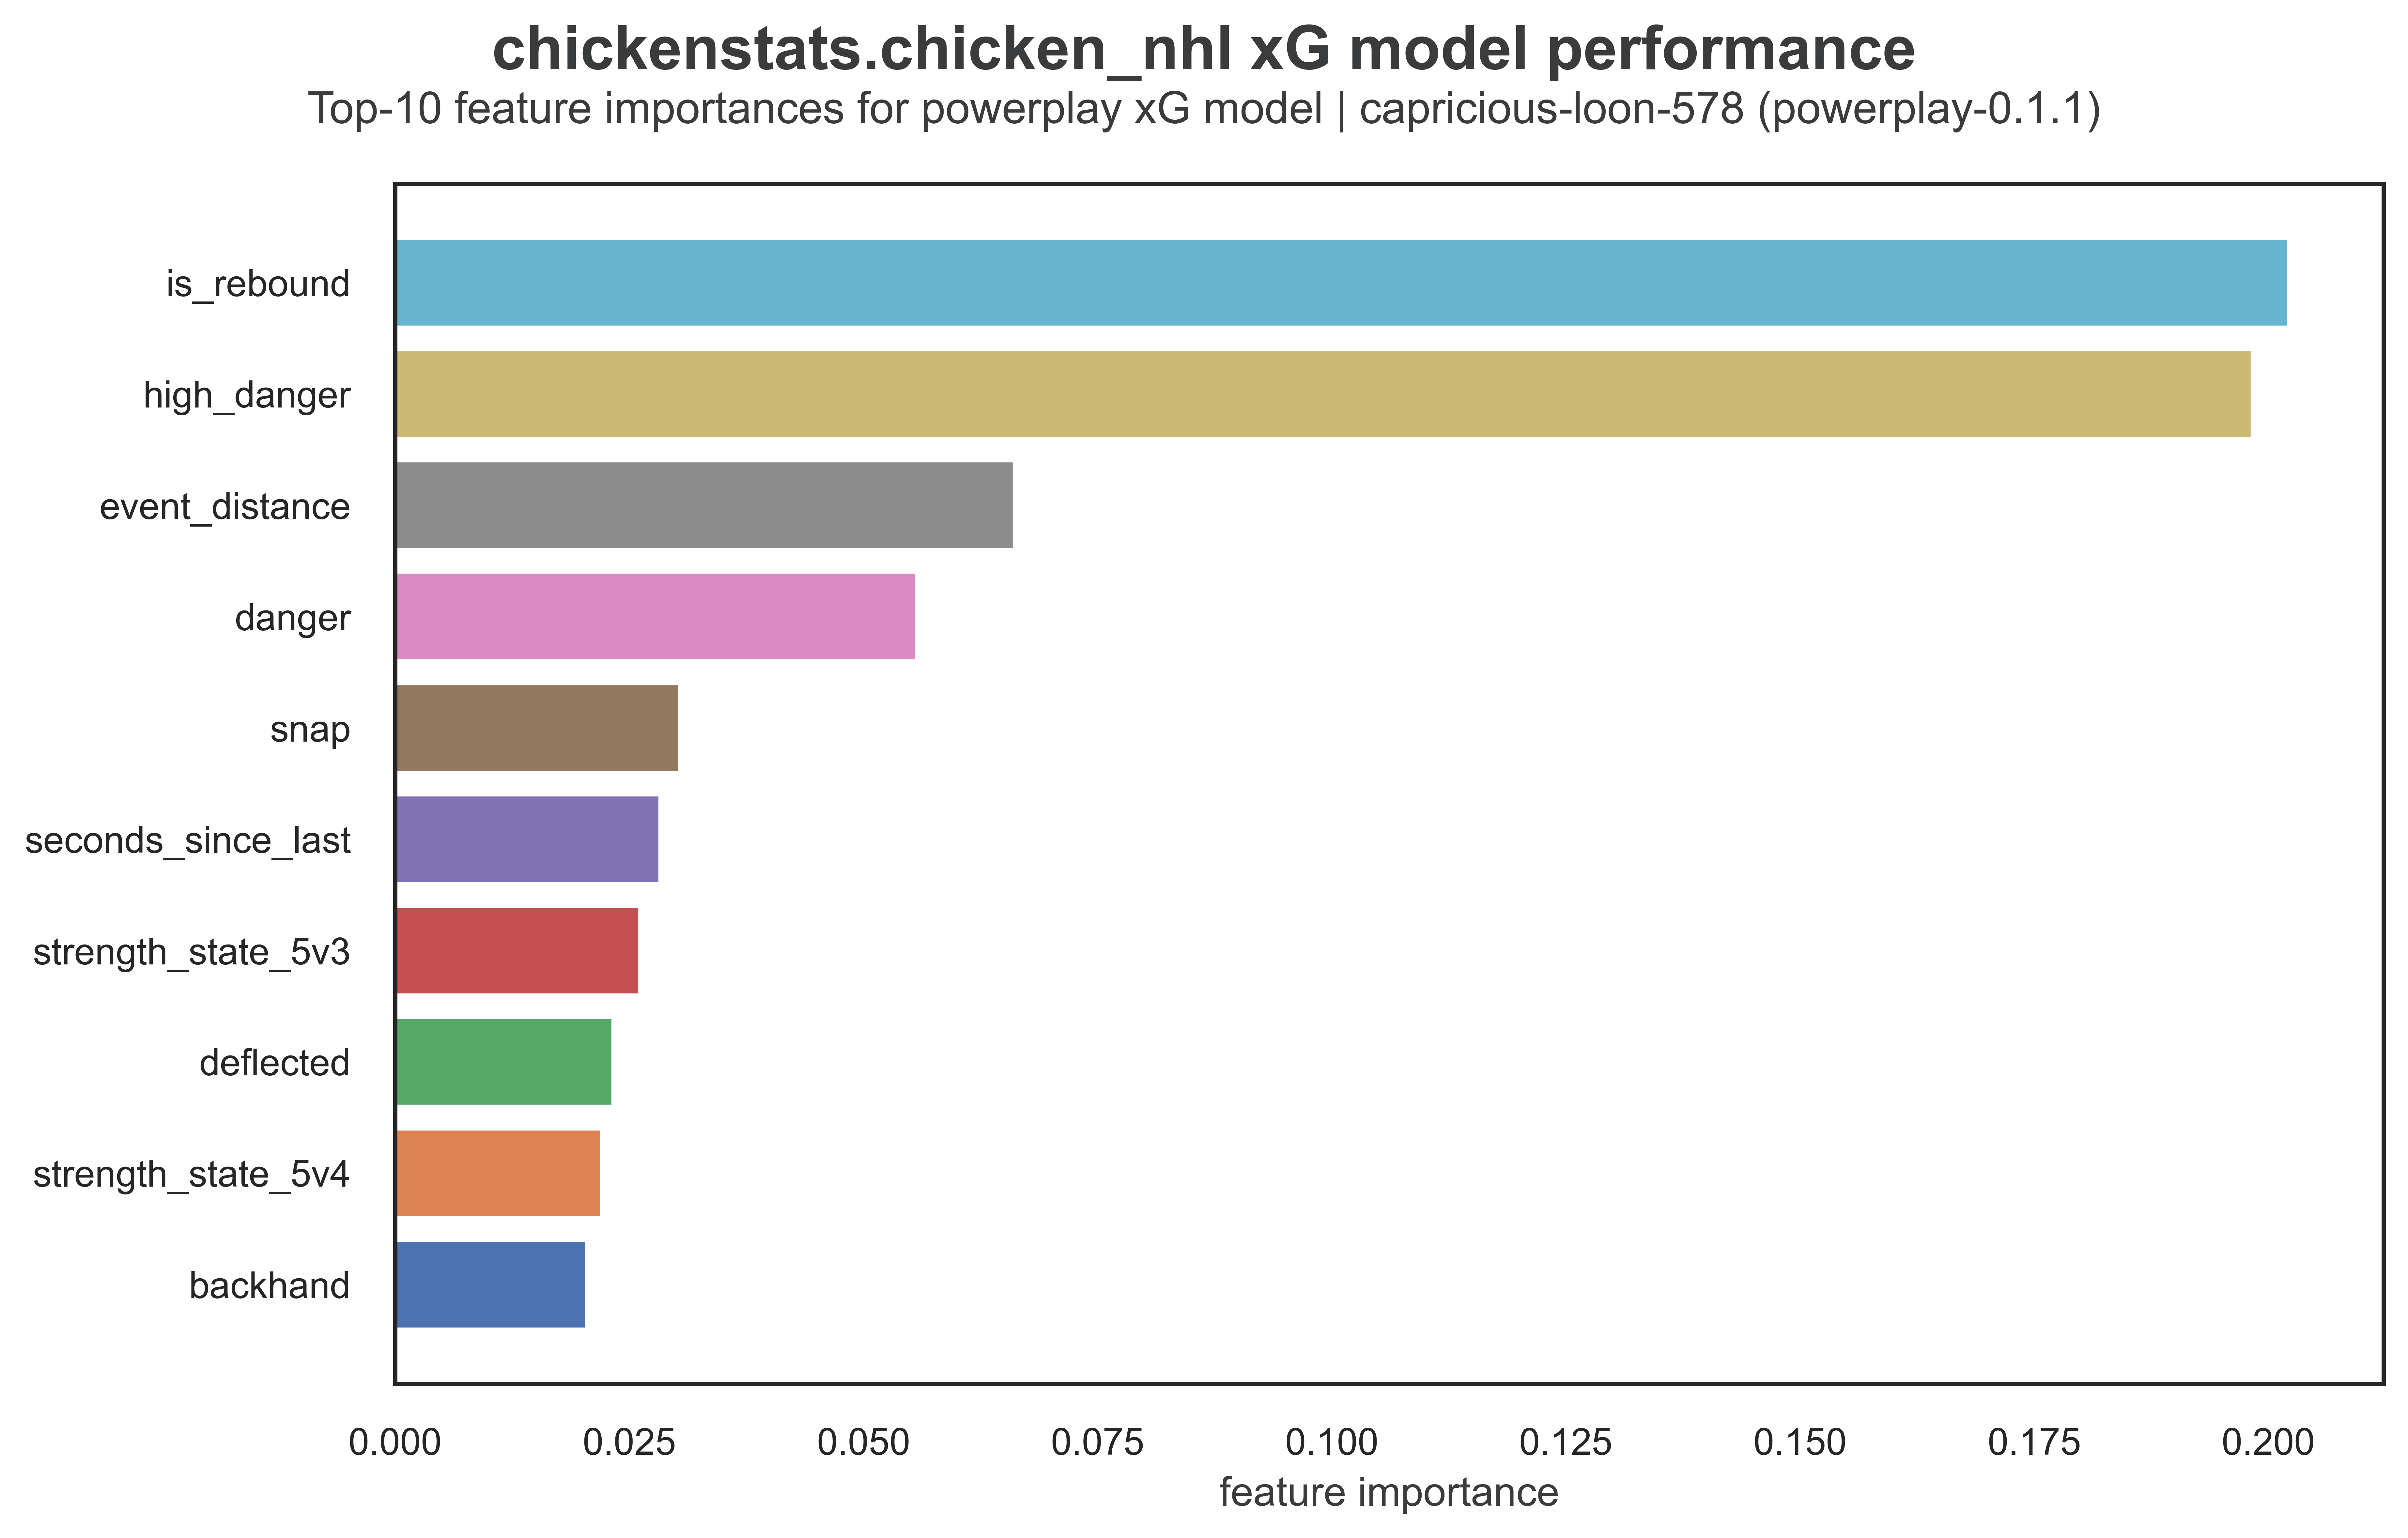 chickenstats.chicken_nhl xG model performance
Top-10 feature importances for powerplay xG model | capricious-loon-578 (powerplay-0.1.1)
is_rebound
high_danger
event_distance
danger
snap
seconds_since_last
strength_state_5v3
deflected
strength_state_5v4
backhand
0.000 0.025 0.050 0.075 0.100 0.125 0.150 0.175 0.200
feature importance